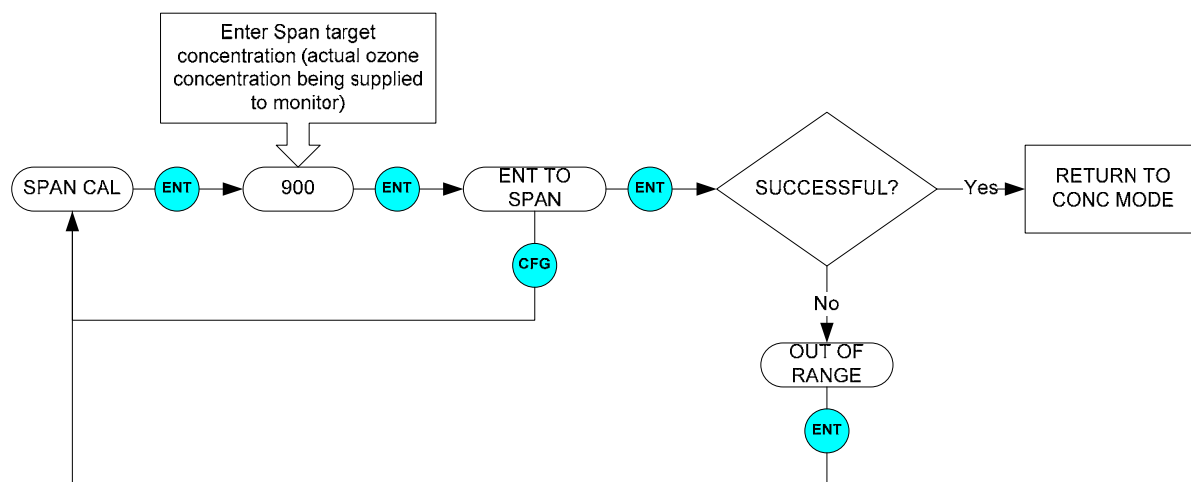 Enter Span target
concentration (actual ozone
concentration being supplied
to monitor)
SPAN CAL
ENT
900
ENT
ENT TO
SPAN
ENT
SUCCESSFUL?
Yes
RETURN TO
CONC MODE
CFG
No
OUT OF
RANGE
ENT